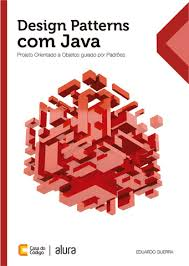 Design Patterns
com Java
Projeto Orientado a Objetos guiado por Padrões
Casa do
Código
alura
EDUARDO GUERRA